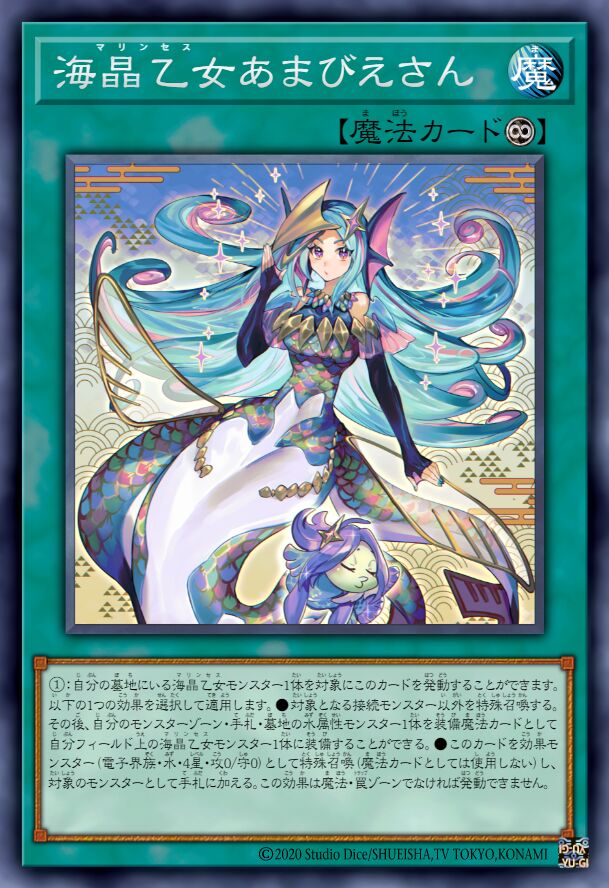 マリンセス
海晶乙女あまびえさん
ま
魔
ま ほう
【魔法カード】
①：自分の墓地にいる海晶乙女モンスター1体を対象にこのカードを発動することができます。
以下の1つの効果を選択して適用します。●対象となる接続モンスター以外を特殊召喚する。
その後、自分のモンスターゾーン・手札・墓地の水属性モンスター1体を装備魔法カードとして
自分フィールド上の海晶乙女モンスター1体に装備することができる。●このカードを効果モ
ンスター（電子界族・水・4星・攻0/守0）として特殊召喚（魔法カードとしては使用しない）し、
対象のモンスターとして手札に加える。この効果は魔法・罠ゾーンでなければ発動できません。
©2020 Studio Dice/SHUEISHA,TV TOKYO,KONAMI
YU-GI